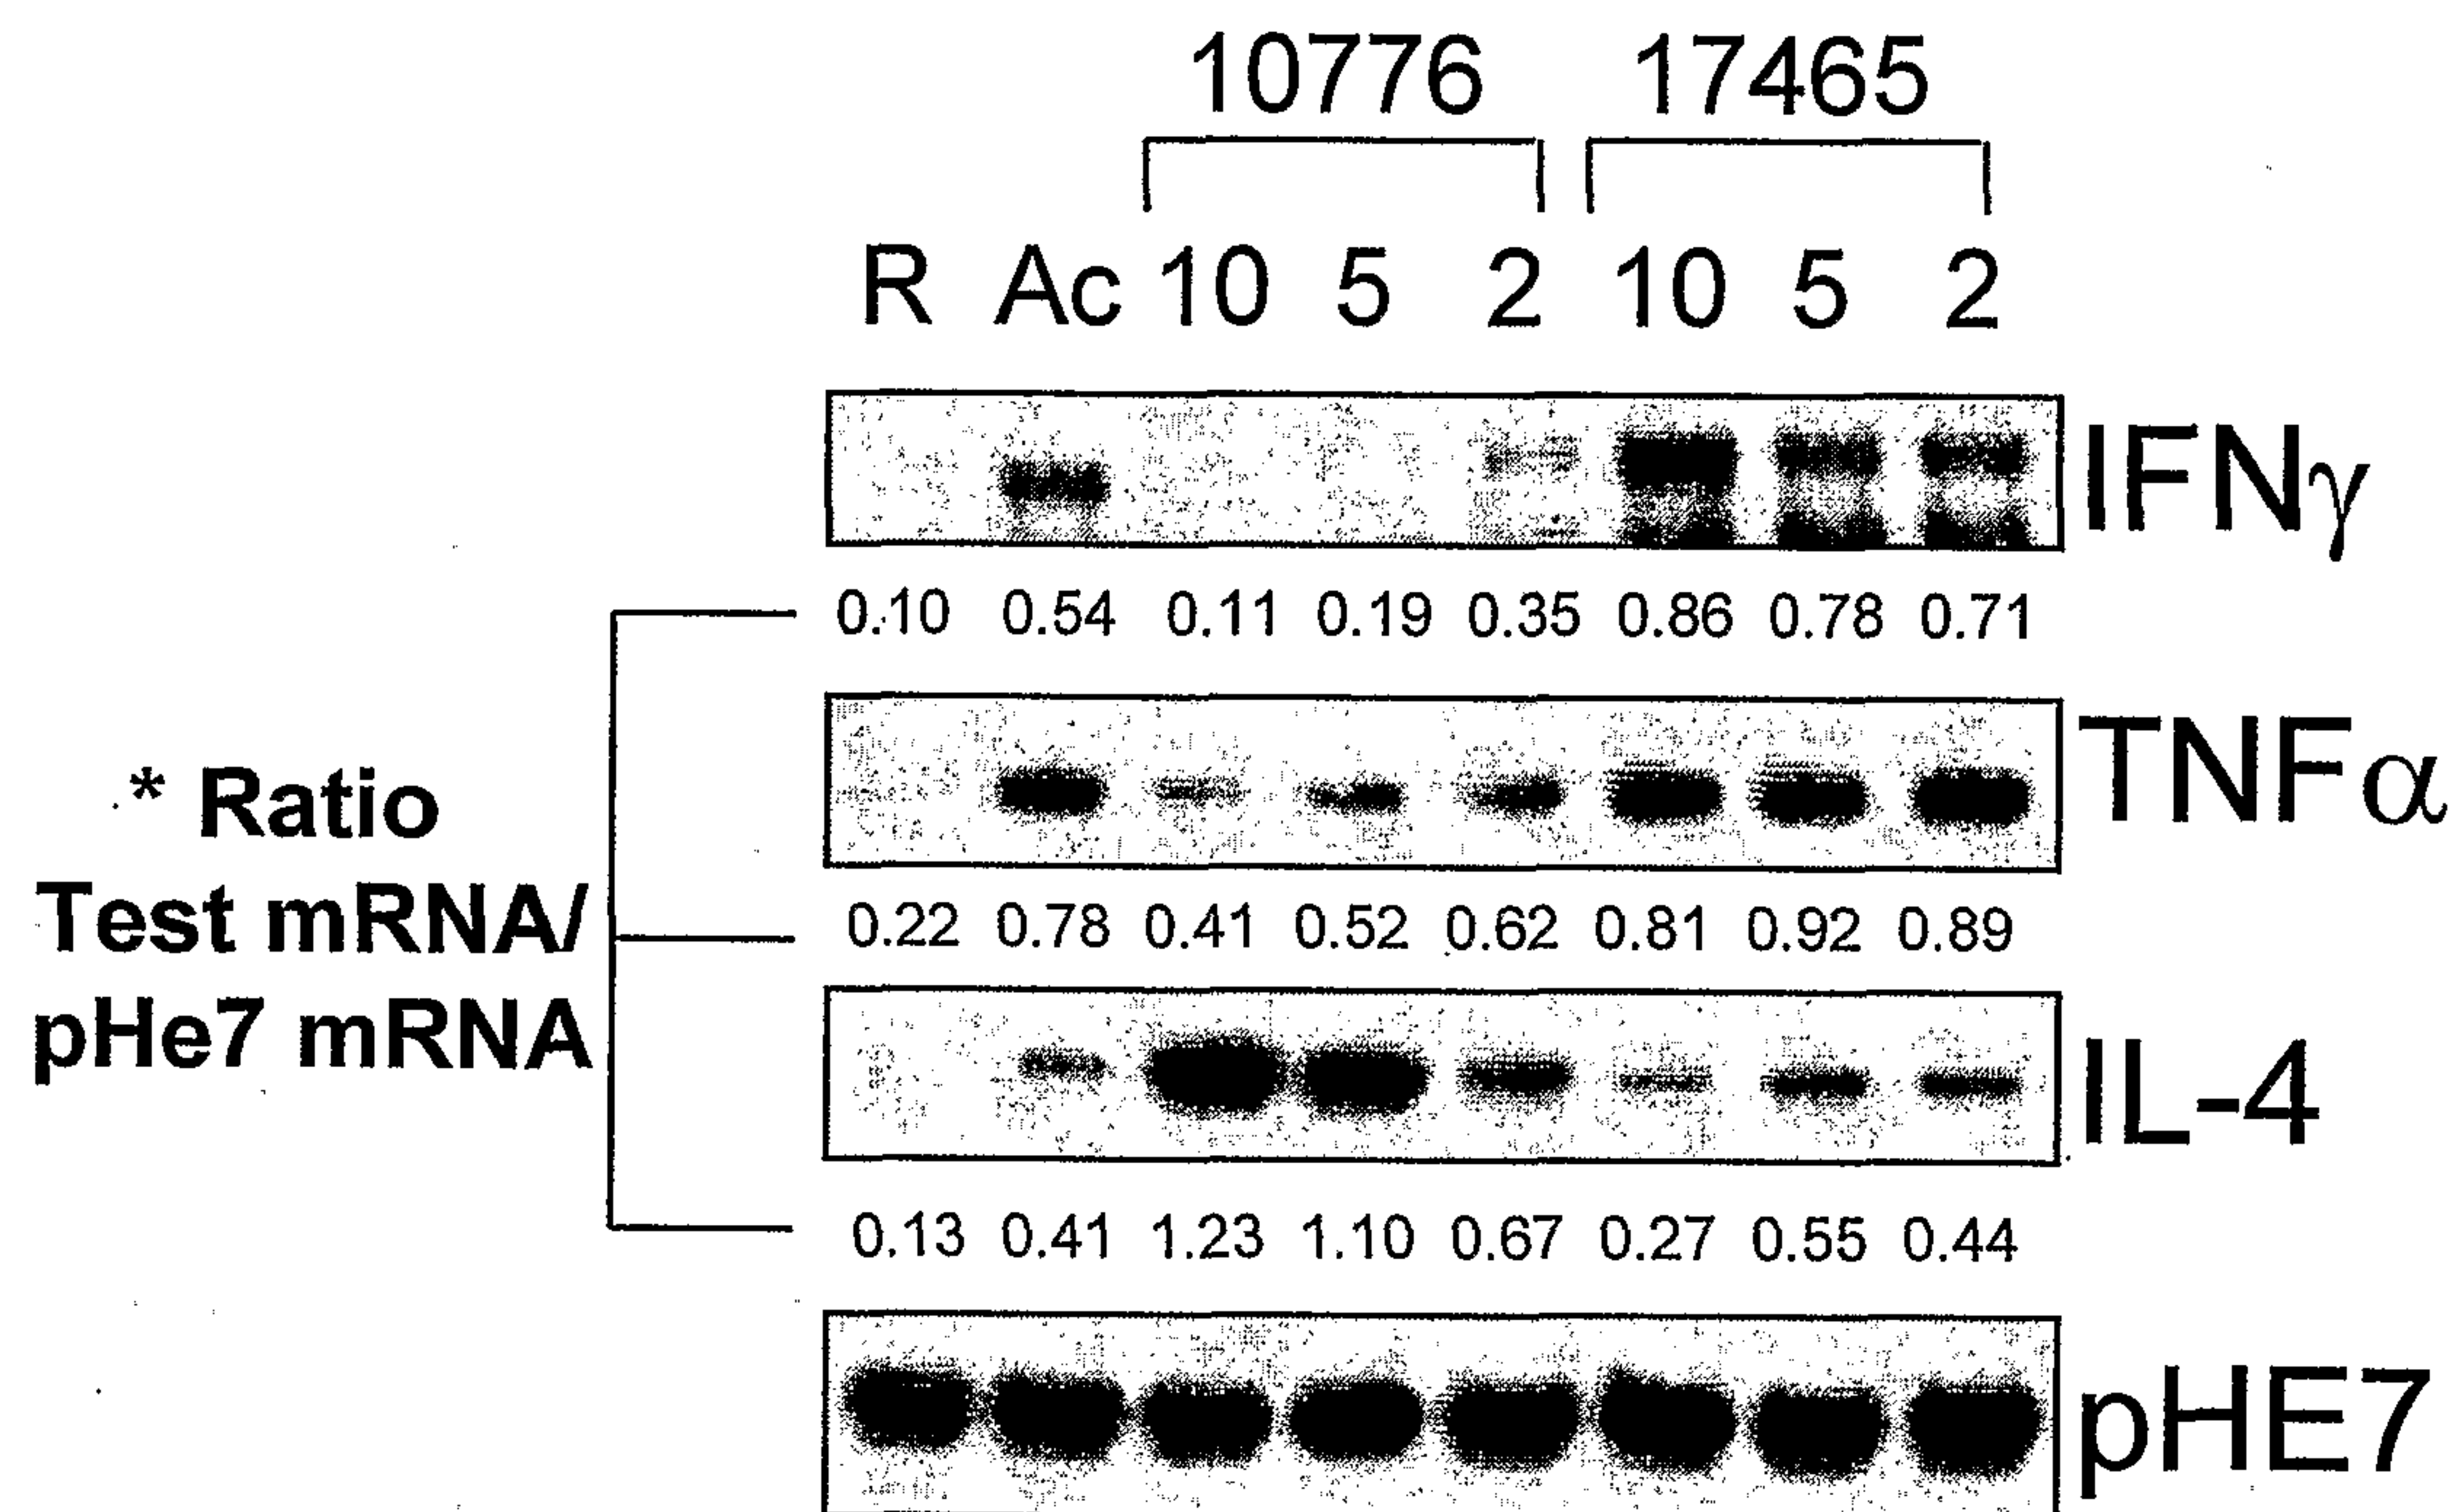 10776 17465
R Ac 10 5 2 10 5 2
IFNγ
0.10 0.54 0.11 0.19 0.35 0.86 0.78 0.71
TNFα
0.22 0.78 0.41 0.52 0.62 0.81 0.92 0.89
* Ratio
Test mRNA/
pHe7 mRNA
IL-4
0.13 0.41 1.23 1.10 0.67 0.27 0.55 0.44
pHE7